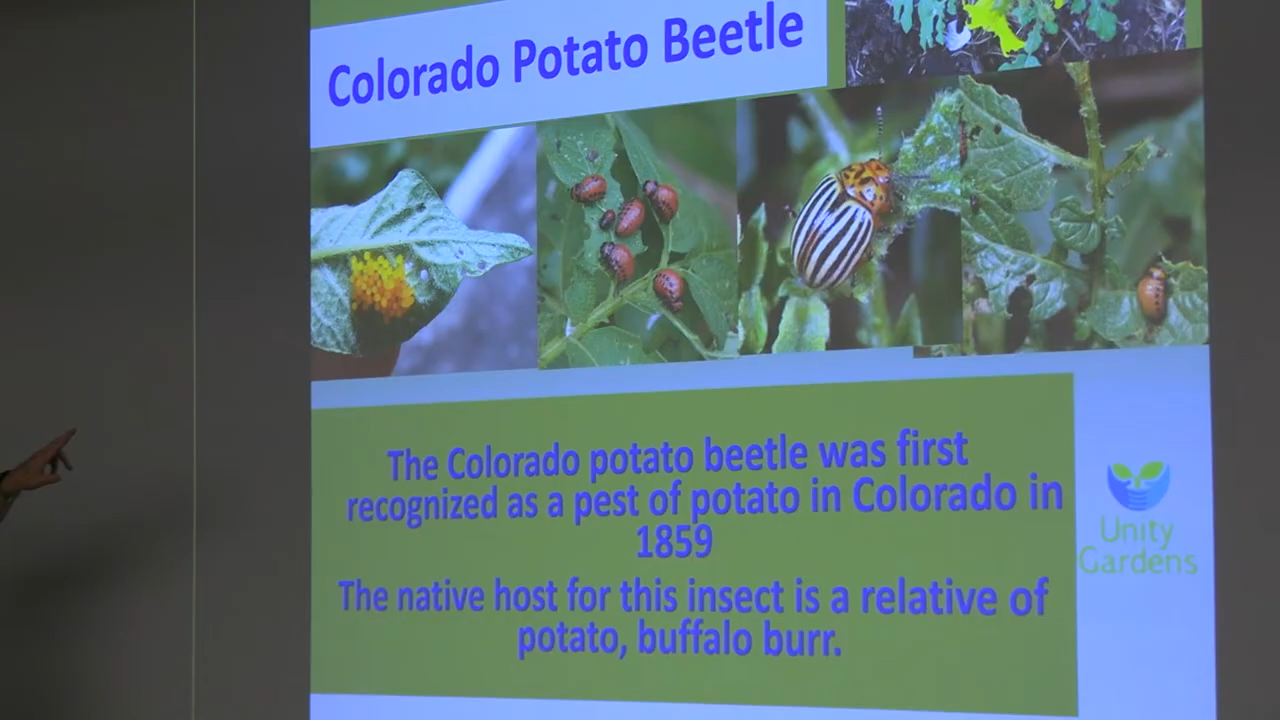 Colorado Potato Beetle
The Colorado potato beetle was first
recognized as a pest of potato in Colorado in
1859
The native host for this insect is a relative of
potato, buffalo burr.
Unity
Gardens